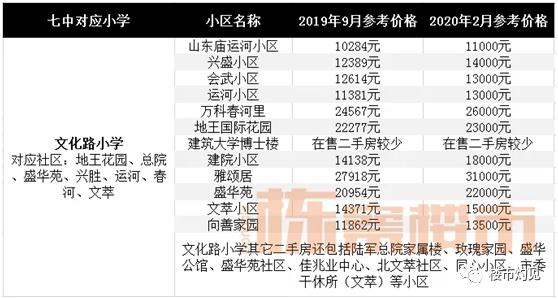 七中对应小学 小区名称 2019年9月参考价格 2020年2月参考价格
山东庙运河小区 10284元 11000元
兴盛小区 12389元 14000元
会武小区 12614元 13000元
运河小区 11381元 13000元
万科春河里 24567元 26000元
地王国际花园 22277元 23000元
文化路小学
对应社区：地王花园、总院
、盛华苑、兴胜、运河、春
河、文萃
建筑大学博士楼 在售二手房较少 在售二手房较少
建院小区 14138元 18000元
雅颂居 27918元 31000元
盛华苑 20954元 22000元
文萃小区 14371元 15000元
向善家园 11862元 13500元
文化路小学其它二手房还包括陆军总院家属楼、玫瑰家园、盛华
公馆、盛华苑社区、佳兆业中心、北文萃社区、同心小区、市委
干休所（文萃）等小区
栋察楼市
楼市灼见